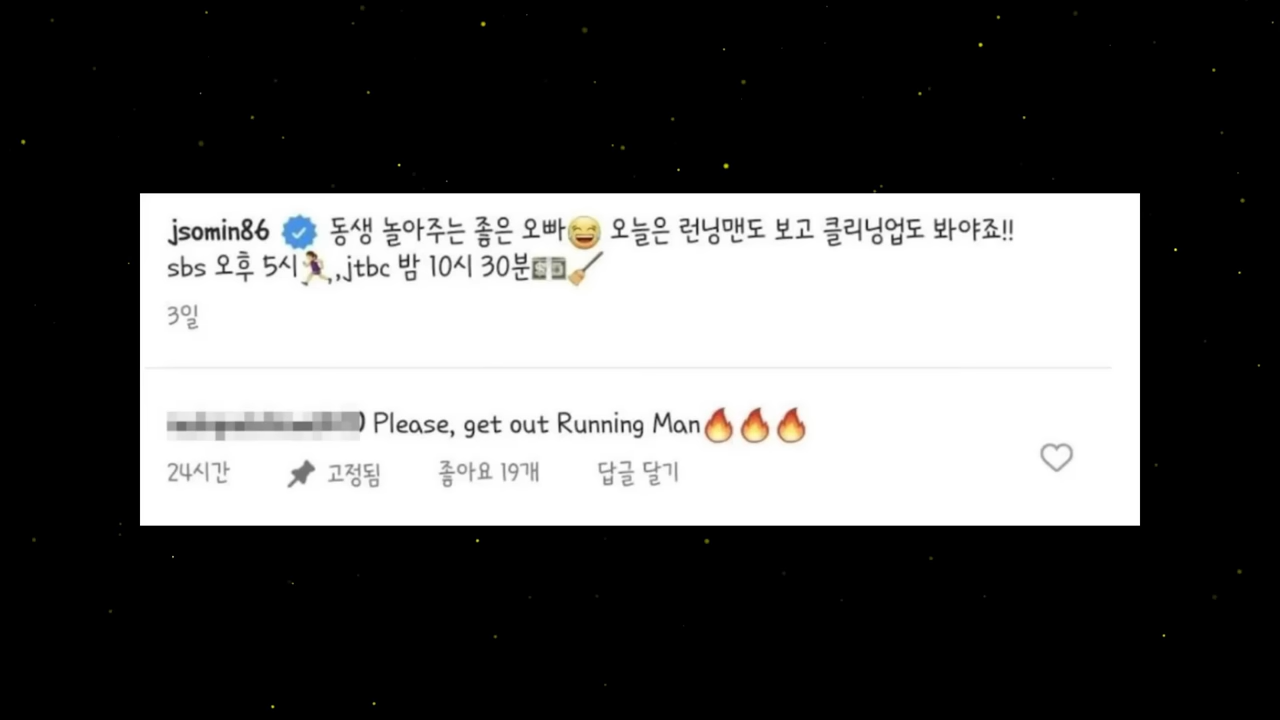 jsomin86 동생 놀아주는 좋은 오빠😆 오늘은 런닝맨도 보고 클리닝업도 봐야죠!!
sbs 오후 5시🏃‍♀️,,jtbc 밤 10시 30분💵🧹
3일
Please, get out Running Man🔥🔥🔥
24시간 고정됨 좋아요 19개 답글 달기